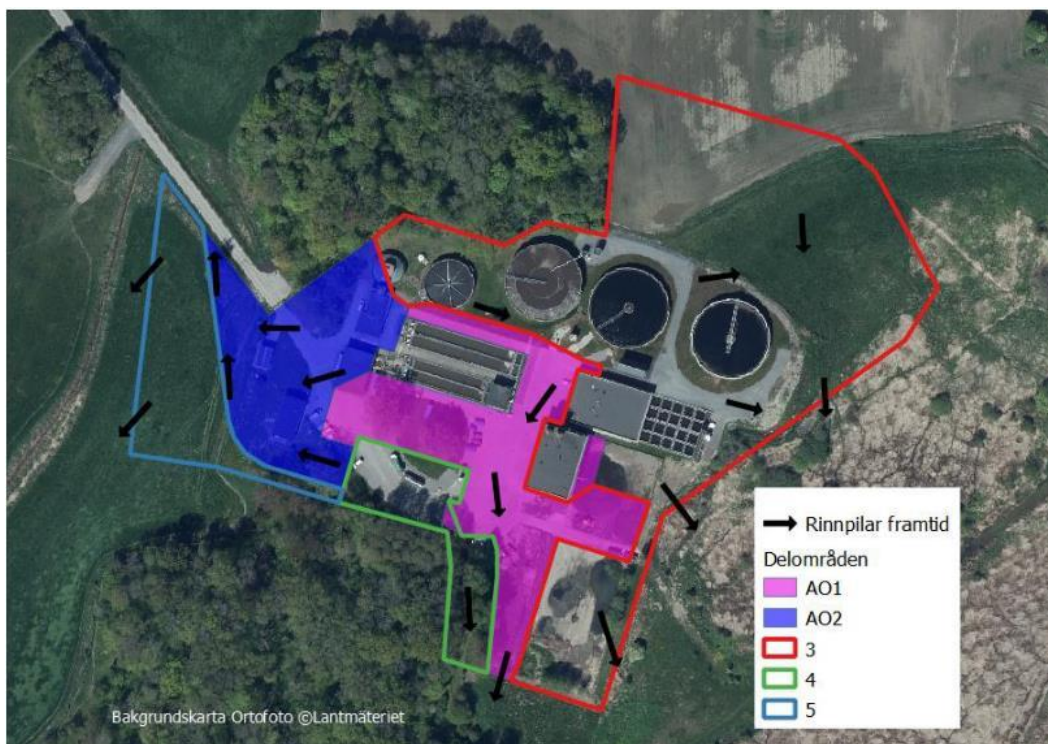 Rinnpilar framtid
Delområden
AO1
AO2
3
4
5
Bakgrundskarta Ortofoto ©Lantmäteriet